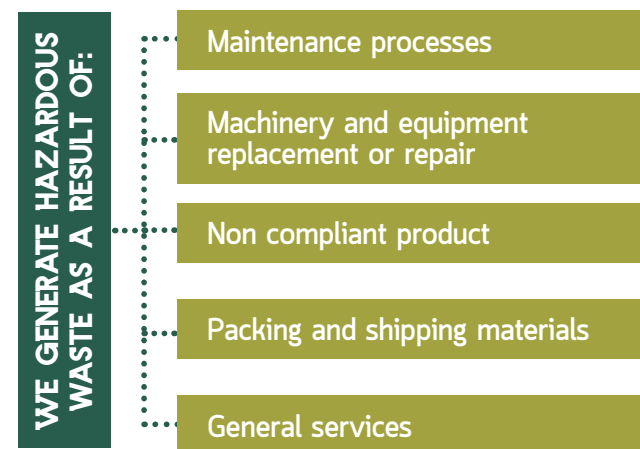 WE GENERATE HAZARDOUS
WASTE AS A RESULT OF:
Maintenance processes
Machinery and equipment
replacement or repair
Non compliant product
Packing and shipping materials
General services